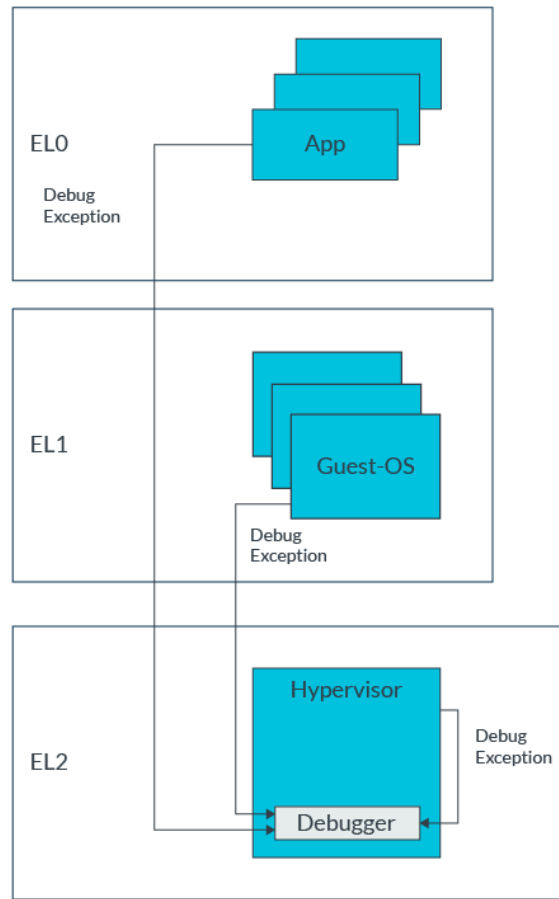 App
EL0
Debug
Exception
EL1
Guest-OS
Debug
Exception
Hypervisor
Debug
Exception
EL2
Debugger